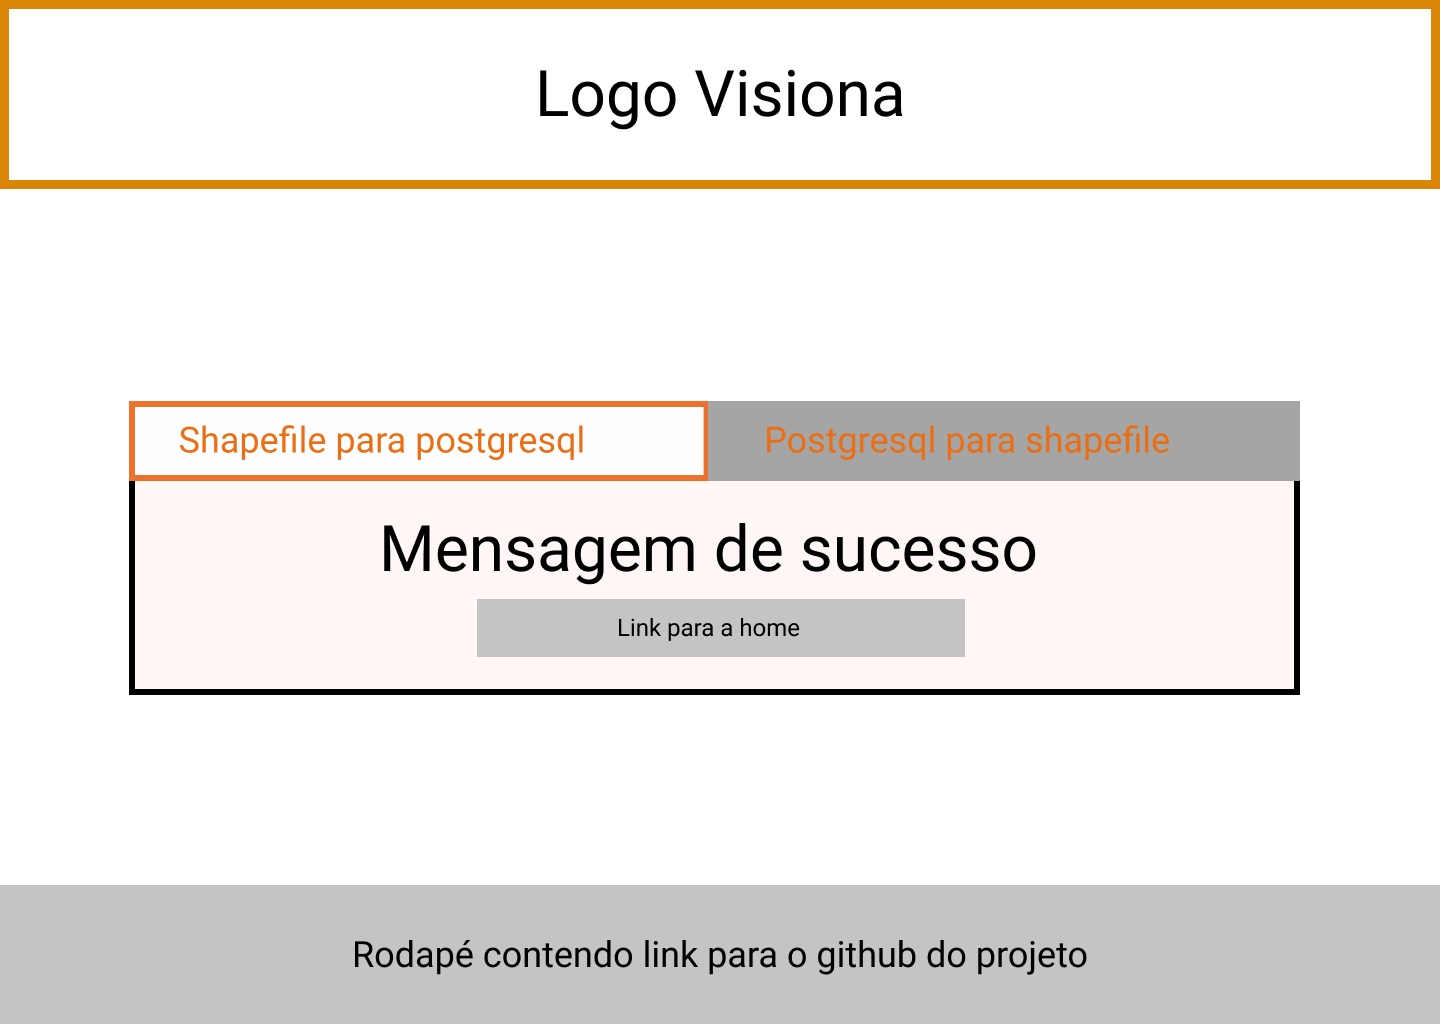 Logo Visiona
Shapefile para postgresql
Postgresql para shapefile
Mensagem de sucesso
Link para a home
Rodapé contendo link para o github do projeto